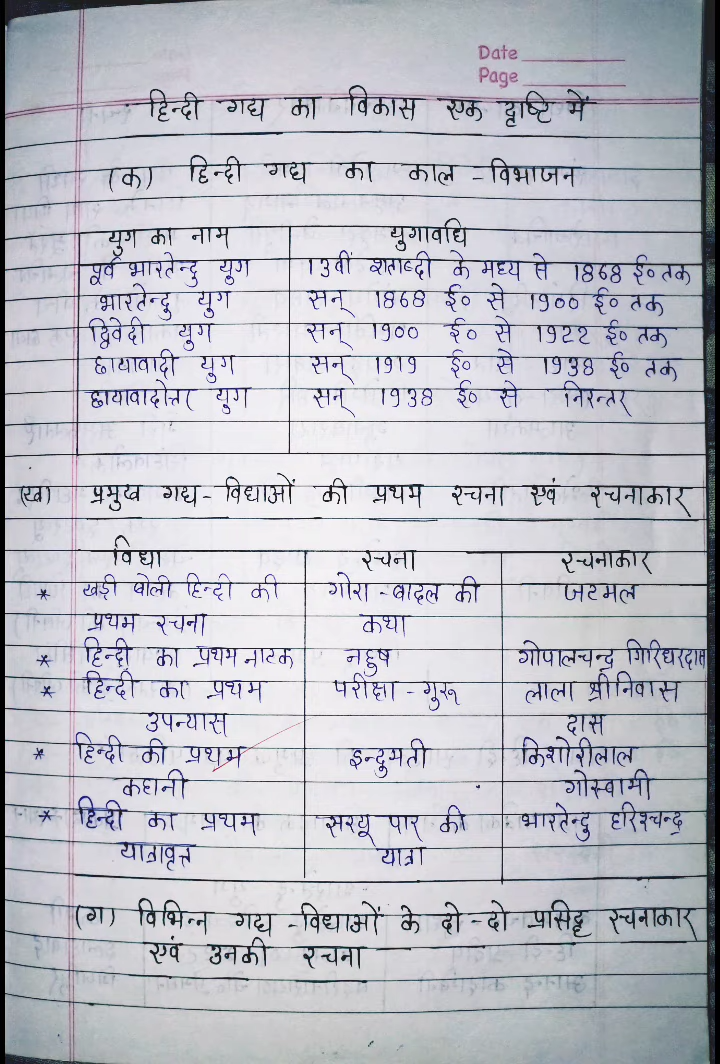 Date
Page
हिन्दी गद्य का विकास एक दृष्टि में
(क) हिन्दी गद्य का काल - विभाजन
युग का नाम युगावधि
पूर्व भारतेन्दु युग 13वीं शताब्दी के मध्य से 1868 ई० तक
भारतेन्दु युग सन् 1868 ई० से 1900 ई० तक
द्विवेदी युग सन् 1900 ई० से 1922 ई० तक
छायावादी युग सन् 1919 ई० से 1938 ई० तक
छायावादोत्तर युग सन् 1938 ई० से निरन्तर
(ख) प्रमुख गद्य - विधाओं की प्रथम रचना एवं रचनाकार
विधा रचना रचनाकार
* खड़ी बोली हिन्दी की गोरा - बादल की जटमल
प्रथम रचना कथा
* हिन्दी का प्रथम नाटक नहुष गोपालचन्द्र गिरिधरदास
* हिन्दी का प्रथम परीक्षा - गुरू लाला श्रीनिवास
उपन्यास दास
* हिन्दी की प्रथम इन्दुमती किशोरीलाल
कहानी गोस्वामी
* हिन्दी का प्रथम सरयू पार की भारतेन्दु हरिश्चन्द्र
यात्रावृत्त यात्रा
(ग) विभिन्न गद्य - विधाओं के दो - दो प्रसिद्ध रचनाकार
एवं उनकी रचना